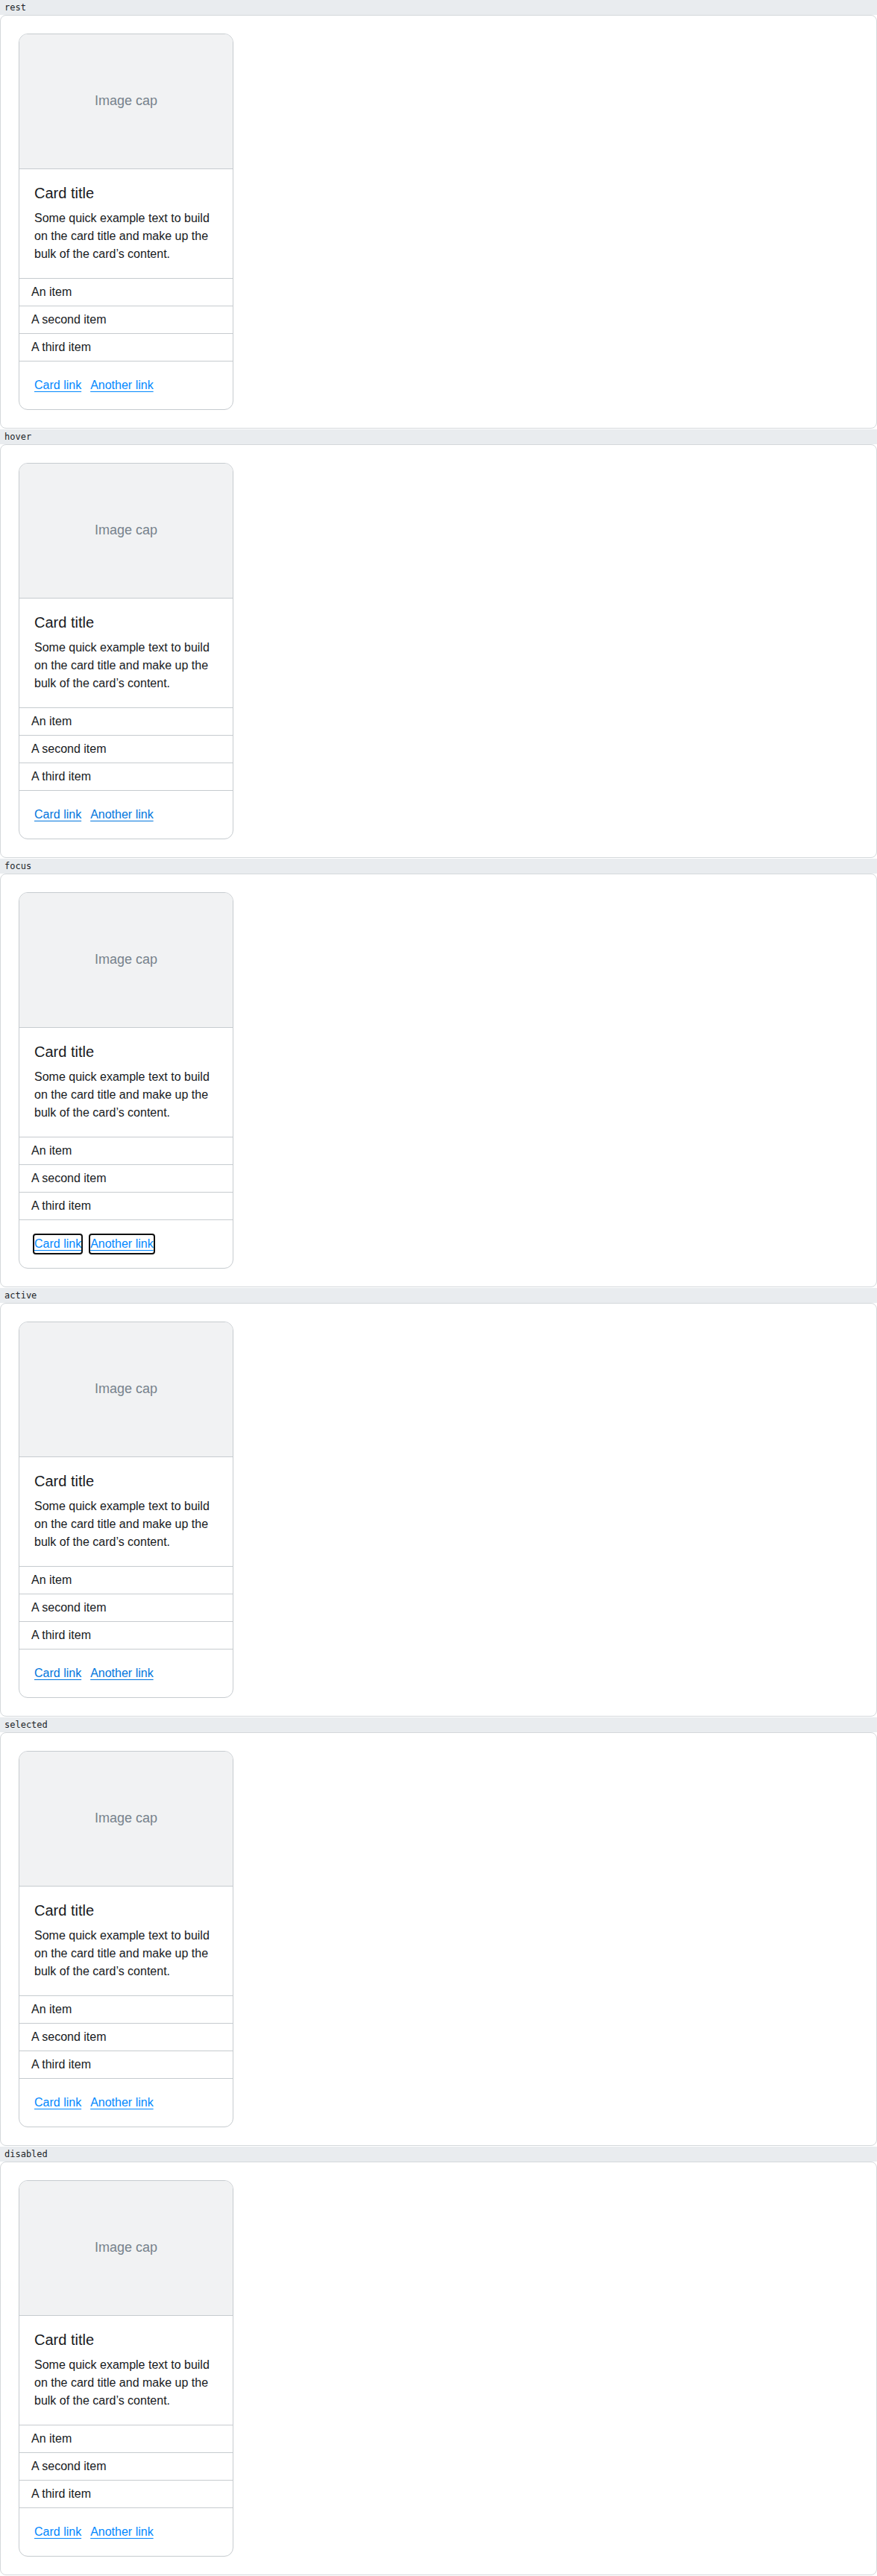 rest
Image cap
Card title
Some quick example text to build
on the card title and make up the
bulk of the card’s content.
An item
A second item
A third item
Card link Another link
hover
Image cap
Card title
Some quick example text to build
on the card title and make up the
bulk of the card’s content.
An item
A second item
A third item
Card link Another link
focus
Image cap
Card title
Some quick example text to build
on the card title and make up the
bulk of the card’s content.
An item
A second item
A third item
Card link Another link
active
Image cap
Card title
Some quick example text to build
on the card title and make up the
bulk of the card’s content.
An item
A second item
A third item
Card link Another link
selected
Image cap
Card title
Some quick example text to build
on the card title and make up the
bulk of the card’s content.
An item
A second item
A third item
Card link Another link
disabled
Image cap
Card title
Some quick example text to build
on the card title and make up the
bulk of the card’s content.
An item
A second item
A third item
Card link Another link